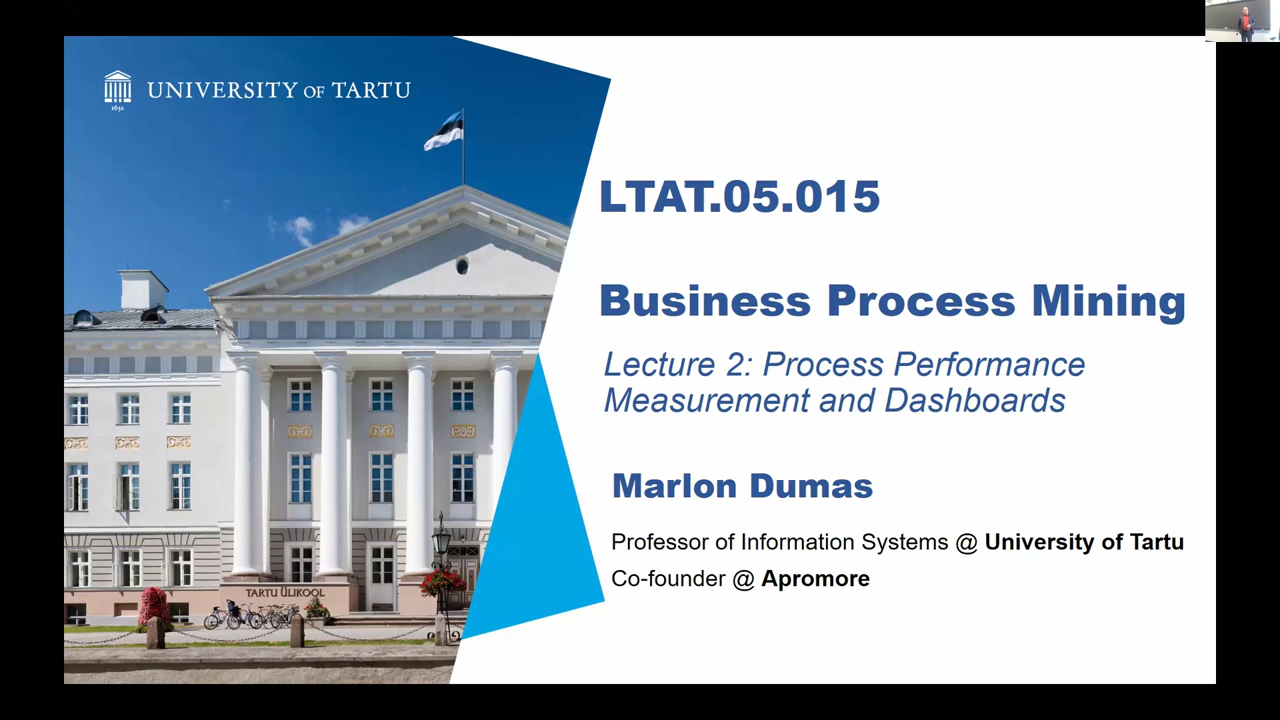 UNIVERSITY OF TARTU
1632
LTAT.05.015
Business Process Mining
Lecture 2: Process Performance
Measurement and Dashboards
Marlon Dumas
Professor of Information Systems @ University of Tartu
Co-founder @ Apromore
TARTU ÜLIKOOL